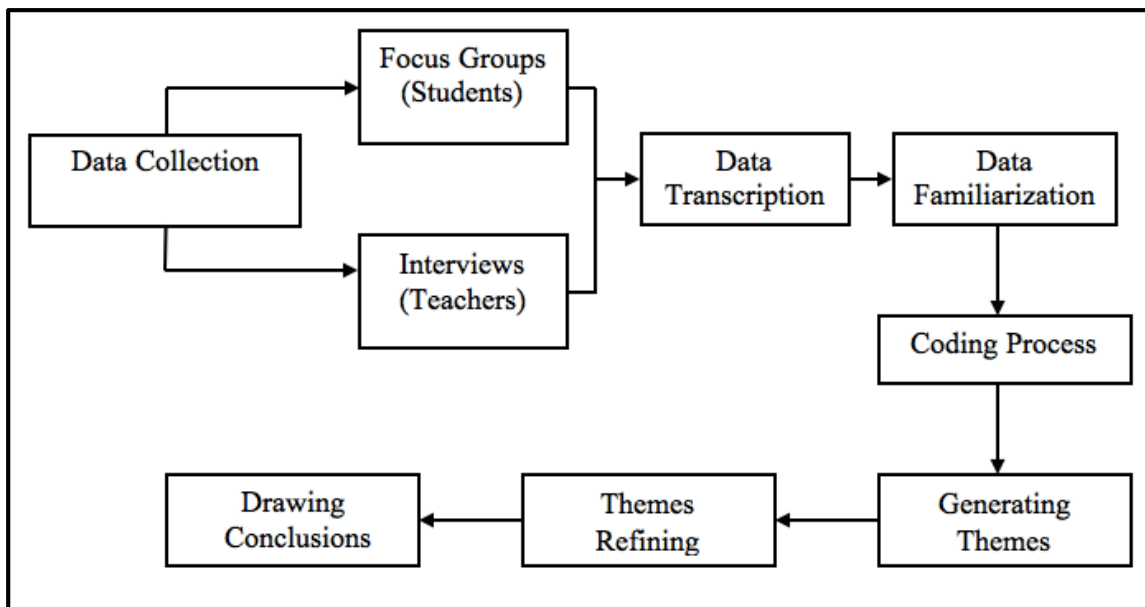 Focus Groups
(Students)
Data Collection
Interviews
(Teachers)
Data
Transcription
Data
Familiarization
Coding Process
Generating
Themes
Themes
Refining
Drawing
Conclusions